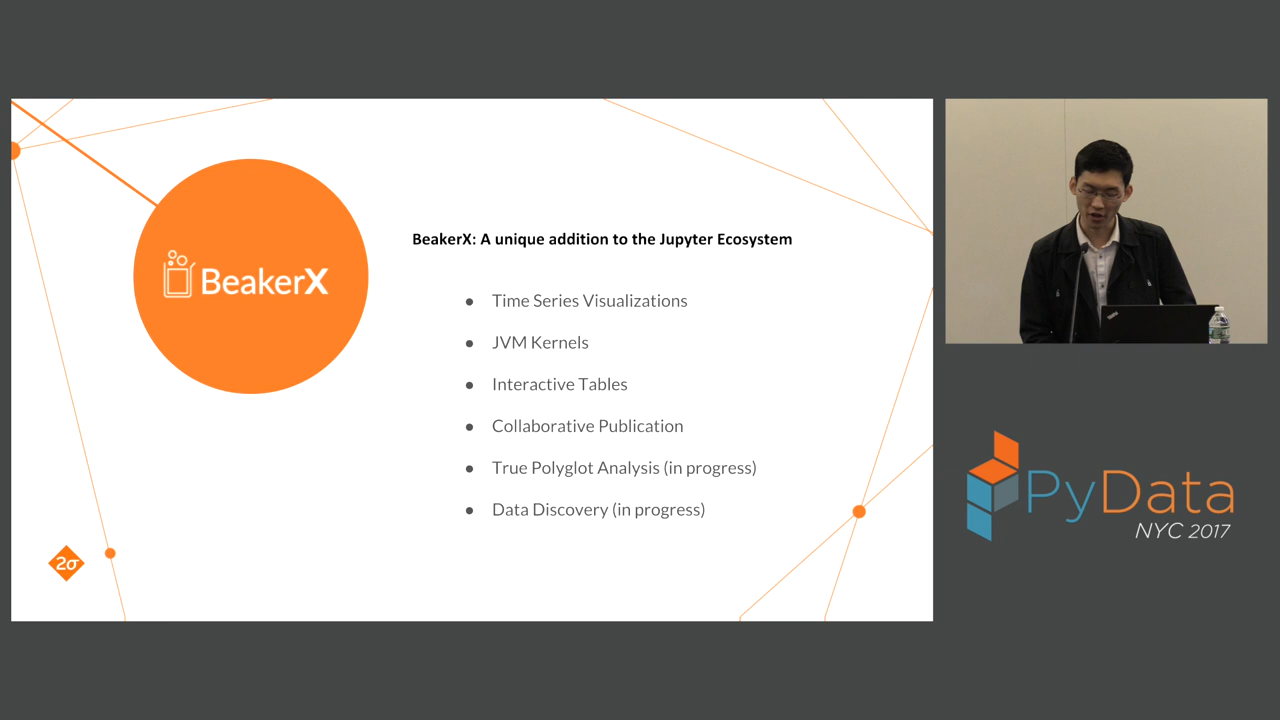 BeakerX
BeakerX: A unique addition to the Jupyter Ecosystem
● Time Series Visualizations
● JVM Kernels
● Interactive Tables
● Collaborative Publication
● True Polyglot Analysis (in progress)
● Data Discovery (in progress)
2σ
PyData
NYC 2017